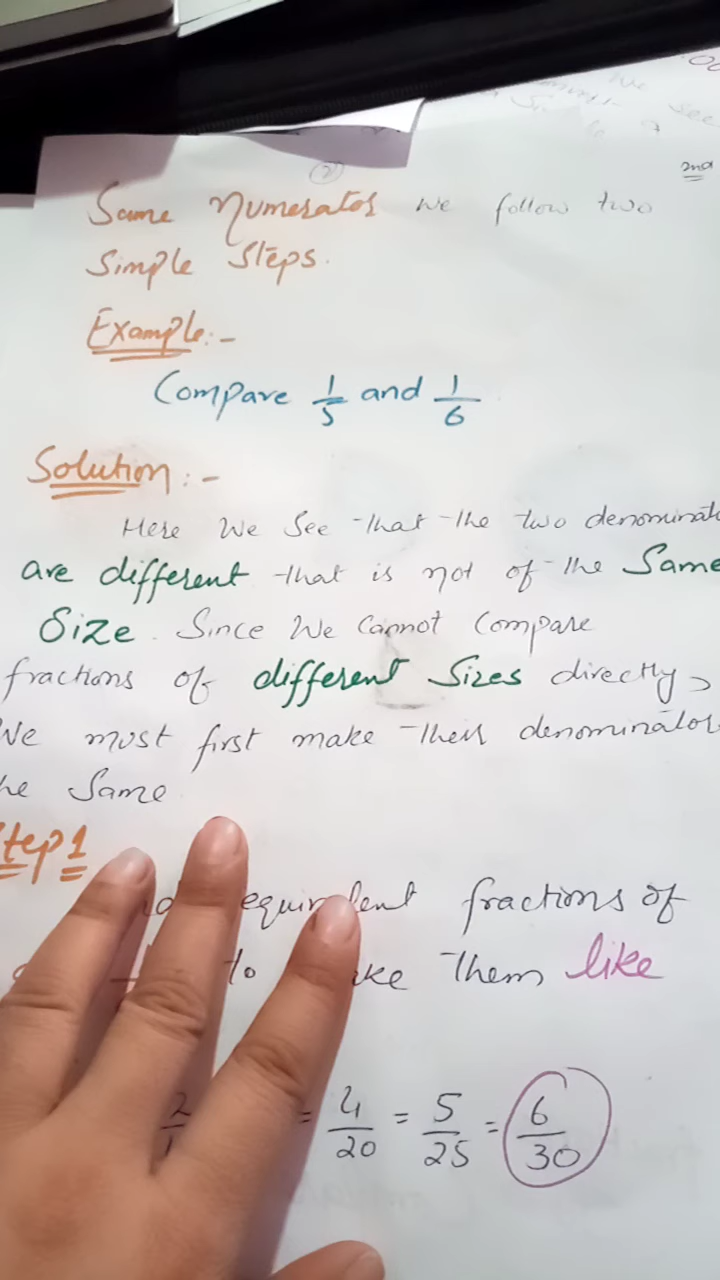 (2)
2nd
Same Numerator we follow two
Simple Steps.
Example:-
Compare 1/5 and 1/6
Solution:-
Here We See that the two denominat
are different that is not of the Same
Size. Since We Cannot Compare
fractions of different Sizes directly,
We must first make their denominator
he Same
Step 1
equivalent fractions of
to them like
= 4/20 = 5/25 = 6/30